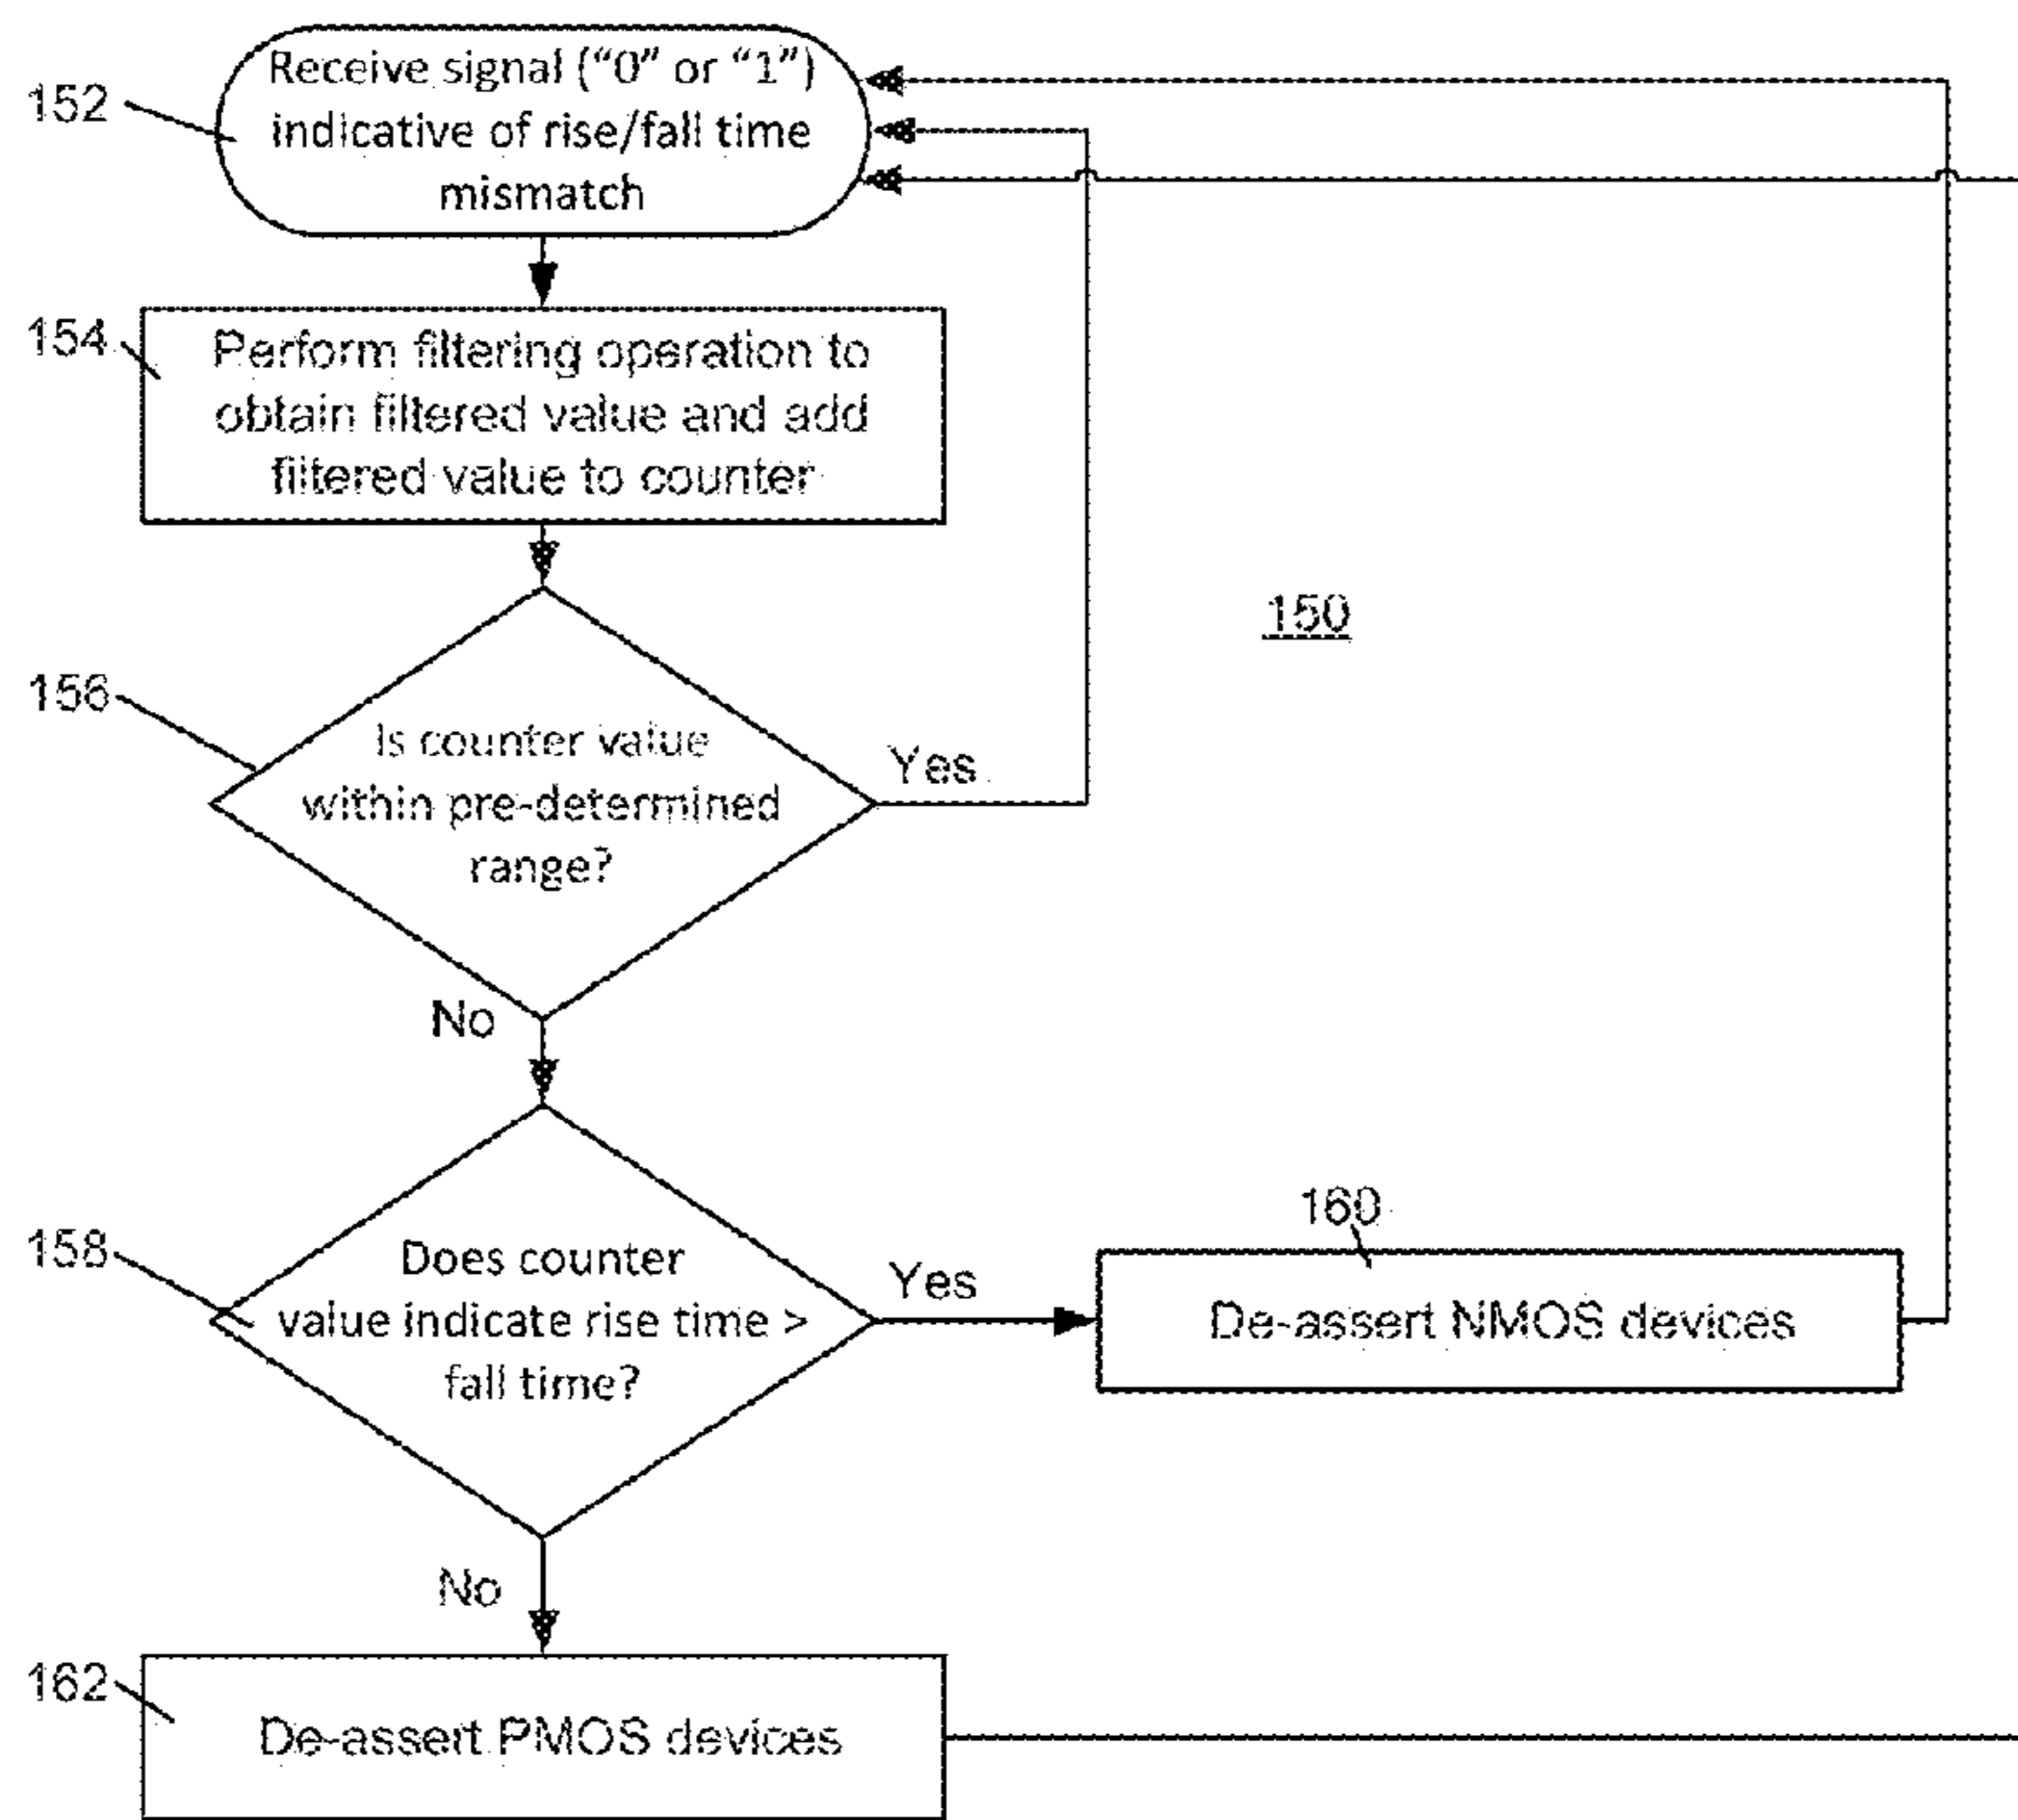 152
Receive signal ("0" or "1")
indicative of rise/fall time
mismatch
154
Perform filtering operation to
obtain filtered value and add
filtered value to counter
150
156
Is counter value
within pre-determined
range?
Yes
No
158
Does counter
value indicate rise time >
fall time?
Yes
160
De-assert NMOS devices
No
162
De-assert PMOS devices